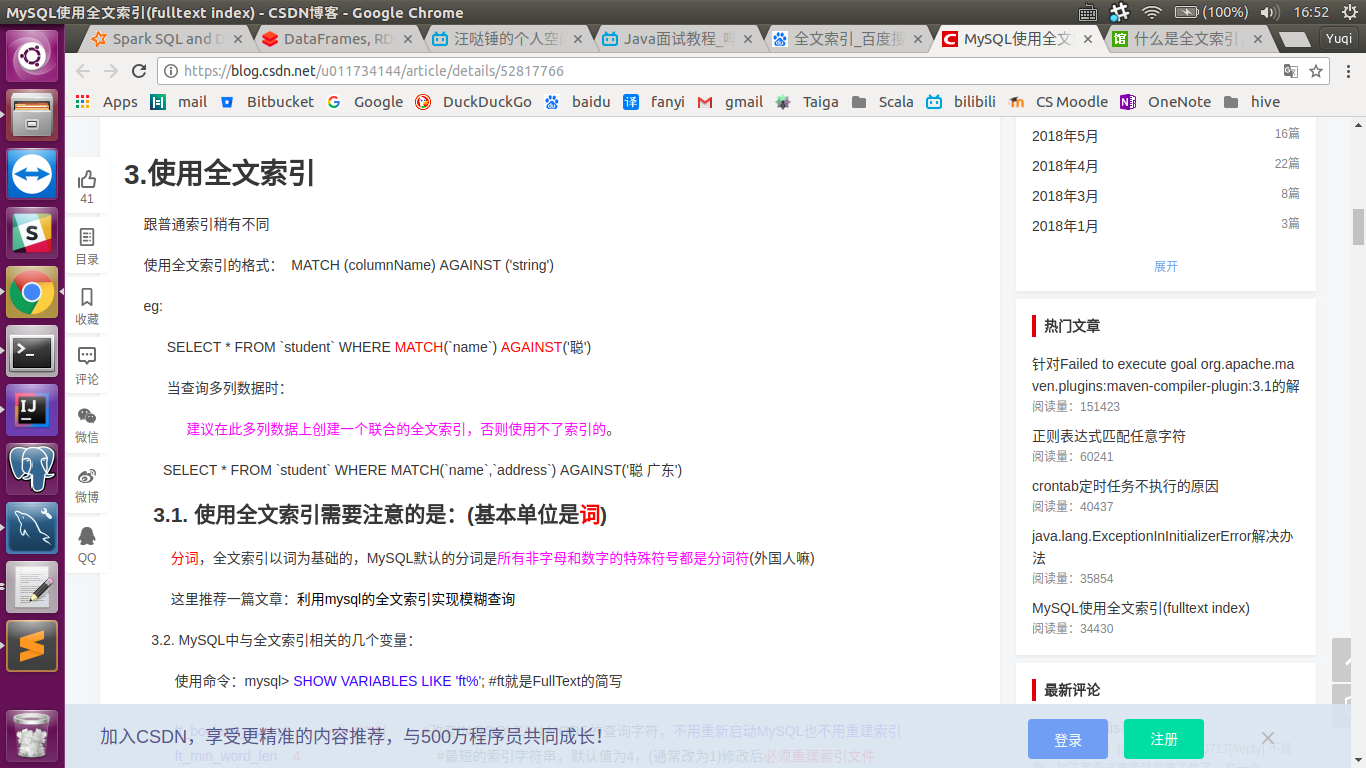 MySQL使用全文索引(fulltext index) - CSDN博客 - Google Chrome
(100%)
16:52
Spark SQL and D
DataFrames, RD
汪哒锤的个人空
Java面试教程_
全文索引_百度搜
MySQL使用全文
什么是全文索引
Yuqi
https://blog.csdn.net/u011734144/article/details/52817766
Apps
mail
Bitbucket
Google
DuckDuckGo
baidu
译
fanyi
gmail
Taiga
Scala
bilibili
CS Moodle
OneNote
hive
41
目录
收藏
评论
微信
微博
QQ
3.使用全文索引
跟普通索引稍有不同
使用全文索引的格式： MATCH (columnName) AGAINST ('string')
eg:
SELECT * FROM `student` WHERE MATCH(`name`) AGAINST('聪')
当查询多列数据时：
建议在此多列数据上创建一个联合的全文索引，否则使用不了索引的。
SELECT * FROM `student` WHERE MATCH(`name`,`address`) AGAINST('聪 广东')
3.1. 使用全文索引需要注意的是：(基本单位是词)
分词，全文索引以词为基础的，MySQL默认的分词是所有非字母和数字的特殊符号都是分词符(外国人嘛)
这里推荐一篇文章：利用mysql的全文索引实现模糊查询
3.2. MySQL中与全文索引相关的几个变量：
使用命令：mysql> SHOW VARIABLES LIKE 'ft%'; #ft就是FullText的简写
查询字符，不用重新启动MySQL也不用重建索引
ft_min_word_len 4 #最短的索引字符串，默认值为4，(通常改为1)修改后必须重建索引文件
2018年5月 16篇
2018年4月 22篇
2018年3月 8篇
2018年1月 3篇
展开
热门文章
针对Failed to execute goal org.apache.ma
ven.plugins:maven-compiler-plugin:3.1的解
阅读量：151423
正则表达式匹配任意字符
阅读量：60241
crontab定时任务不执行的原因
阅读量：40437
java.lang.ExceptionInInitializerError解决办
法
阅读量：35854
MySQL使用全文索引(fulltext index)
阅读量：34430
最新评论
加入CSDN，享受更精准的内容推荐，与500万程序员共同成长！
登录
注册